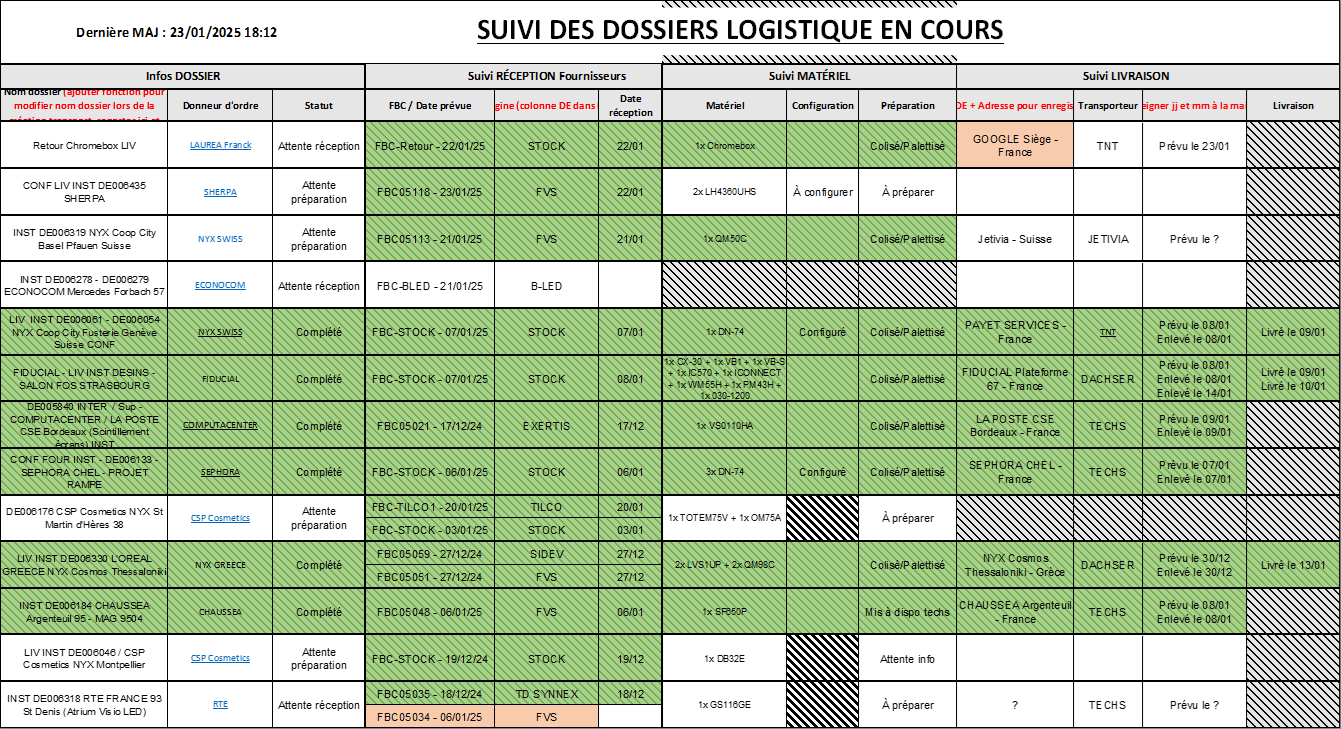 Dernière MAJ : 23/01/2025 18:12
SUIVI DES DOSSIERS LOGISTIQUE EN COURS
Infos DOSSIER
Suivi RÉCEPTION Fournisseurs
Suivi MATÉRIEL
Suivi LIVRAISON
Nom dossier (ajouter fonction pour
modifier nom dossier lors de la
Donneur d'ordre
Statut
FBC / Date prévue
gine (colonne DE dans
Date
réception
Matériel
Configuration
Préparation
DE + Adresse pour enregis
Transporteur
eigner jj et mm à la ma
Livraison
Retour Chromebox LIV
LAUREA Franck
Attente réception
FBC-Retour - 22/01/25
STOCK
22/01
1x Chromebox
Colisé/Palettisé
GOOGLE Siège -
France
TNT
Prévu le 23/01
CONF LIV INST DE006435
SHERPA
SHERPA
Attente
préparation
FBC05118 - 23/01/25
FVS
22/01
2x LH4360UHS
À configurer
À préparer
INST DE006319 NYX Coop City
Basel Pfauen Suisse
NYX SWISS
Attente
préparation
FBC05113 - 21/01/25
FVS
21/01
1x QM50C
Colisé/Palettisé
Jetivia - Suisse
JETIVIA
Prévu le ?
INST DE006278 - DE006279
ECONOCOM Mercedes Forbach 57
ECONOCOM
Attente réception
FBC-BLED - 21/01/25
B-LED
LIV INST DE006061 - DE006054
NYX Coop City Fusterie Genève
Suisse CONF
NYX SWISS
Complété
FBC-STOCK - 07/01/25
STOCK
07/01
1x DN-74
Configuré
Colisé/Palettisé
PAYET SERVICES -
France
TNT
Prévu le 08/01
Enlevé le 08/01
Livré le 09/01
FIDUCIAL - LIV INST DESINS -
SALON FOS STRASBOURG
FIDUCIAL
Complété
FBC-STOCK - 07/01/25
STOCK
08/01
1x CX-30 + 1x VB1 + 1x VB-S
+ 1x IC570 + 1x ICONNECT
+ 1x WM55H + 1x PM43H +
1x 030-1200
Colisé/Palettisé
FIDUCIAL Plateforme
67 - France
DACHSER
Prévu le 08/01
Enlevé le 08/01
Enlevé le 14/01
Livré le 09/01
Livré le 10/01
DE005840 INTER / Sup -
COMPUTACENTER / LA POSTE
CSE Bordeaux (Scintillement
écrans) INST
COMPUTACENTER
Complété
FBC05021 - 17/12/24
EXERTIS
17/12
1x VS0110HA
Colisé/Palettisé
LA POSTE CSE
Bordeaux - France
TECHS
Prévu le 09/01
Enlevé le 09/01
CONF FOUR INST - DE006133 -
SEPHORA CHEL - PROJET
RAMPE
SEPHORA
Complété
FBC-STOCK - 06/01/25
STOCK
06/01
3x DN-74
Configuré
Colisé/Palettisé
SEPHORA CHEL -
France
TECHS
Prévu le 07/01
Enlevé le 07/01
DE006176 CSP Cosmetics NYX St
Martin d'Hères 38
CSP Cosmetics
Attente
préparation
FBC-TILCO1 - 20/01/25
TILCO
20/01
FBC-STOCK - 03/01/25
STOCK
03/01
1x TOTEM75V + 1x OM75A
À préparer
LIV INST DE006330 L'OREAL
GREECE NYX Cosmos Thessaloniki
NYX GREECE
Complété
FBC05059 - 27/12/24
SIDEV
27/12
FBC05051 - 27/12/24
FVS
27/12
2x LVS1UP + 2x QM98C
Colisé/Palettisé
NYX Cosmos
Thessaloniki - Grèce
DACHSER
Prévu le 30/12
Enlevé le 30/12
Livré le 13/01
INST DE006184 CHAUSSEA
Argenteuil 95 - MAG 9504
CHAUSSEA
Complété
FBC05048 - 06/01/25
FVS
06/01
1x SF650P
Mis à dispo techs
CHAUSSEA Argenteuil
- France
TECHS
Prévu le 08/01
Enlevé le 08/01
LIV INST DE006046 / CSP
Cosmetics NYX Montpellier
CSP Cosmetics
Attente
préparation
FBC-STOCK - 19/12/24
STOCK
19/12
1x DB32E
Attente info
INST DE006318 RTE FRANCE 93
St Denis (Atrium Visio LED)
RTE
Attente réception
FBC05035 - 18/12/24
TD SYNNEX
18/12
FBC05034 - 06/01/25
FVS
1x GS116GE
À préparer
?
TECHS
Prévu le ?